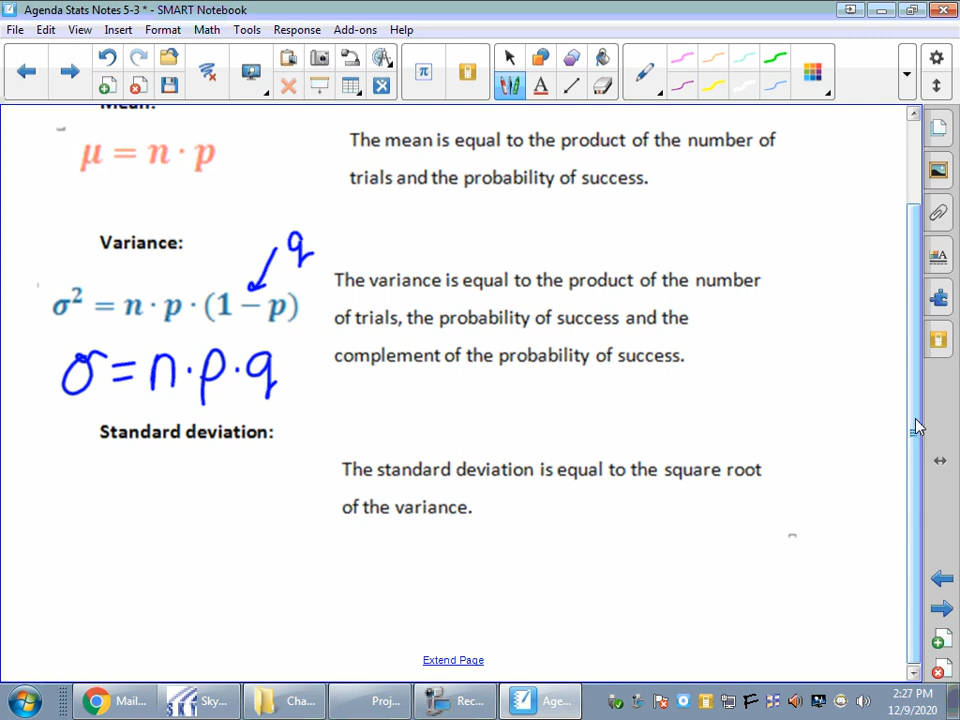 Agenda Stats Notes 5-3 * - SMART Notebook
File Edit View Insert Format Math Tools Response Add-ons Help
Mean:
μ = n · p
The mean is equal to the product of the number of
trials and the probability of success.
Variance:
q
σ² = n · p · (1 − p)
The variance is equal to the product of the number
of trials, the probability of success and the
complement of the probability of success.
σ = n · p · q
Standard deviation:
The standard deviation is equal to the square root
of the variance.
Extend Page
Mail... Sky... Cha... Proj... Rec... Age...
2:27 PM
12/9/2020